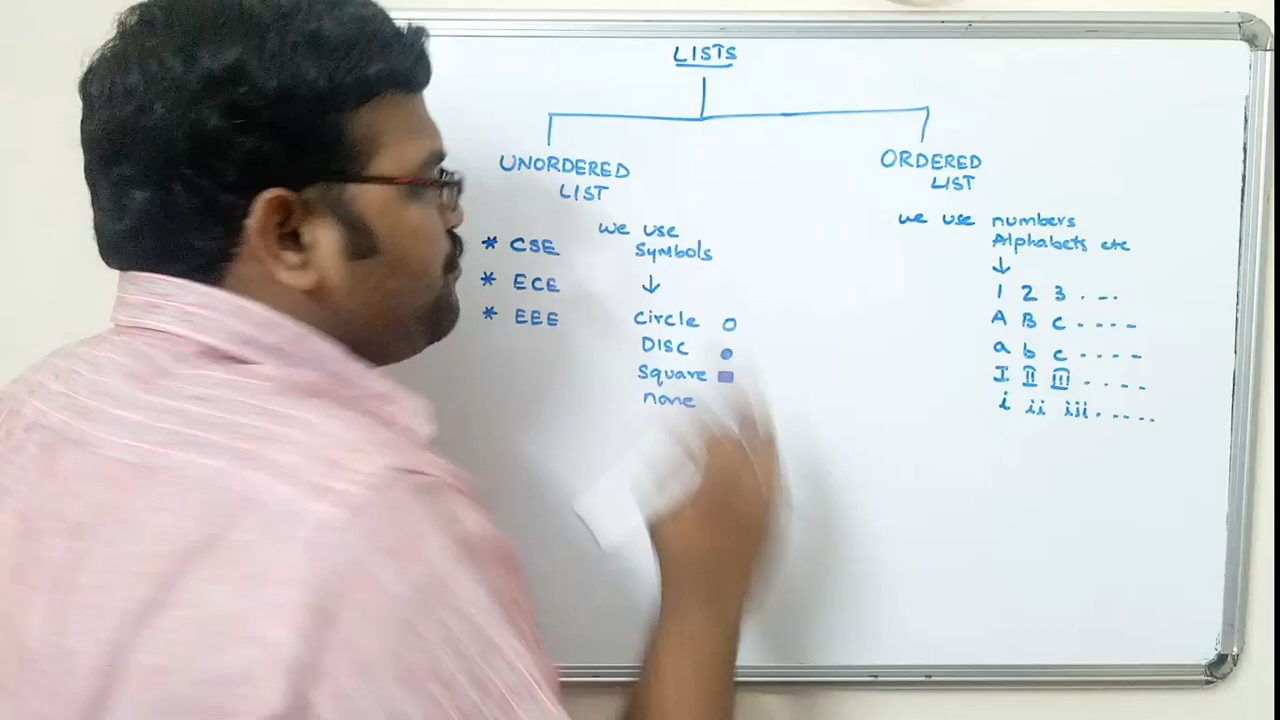 LISTS
UNORDERED
LIST
* CSE
* ECE
* EEE
we use
Symbols
↓
Circle ○
DISC ●
Square ■
none
ORDERED
LIST
we use numbers
Alphabets etc
↓
1 2 3 . . . .
A B C . . . .
a b c . . . . .
I II III . . . . .
i ii iii . . . . .